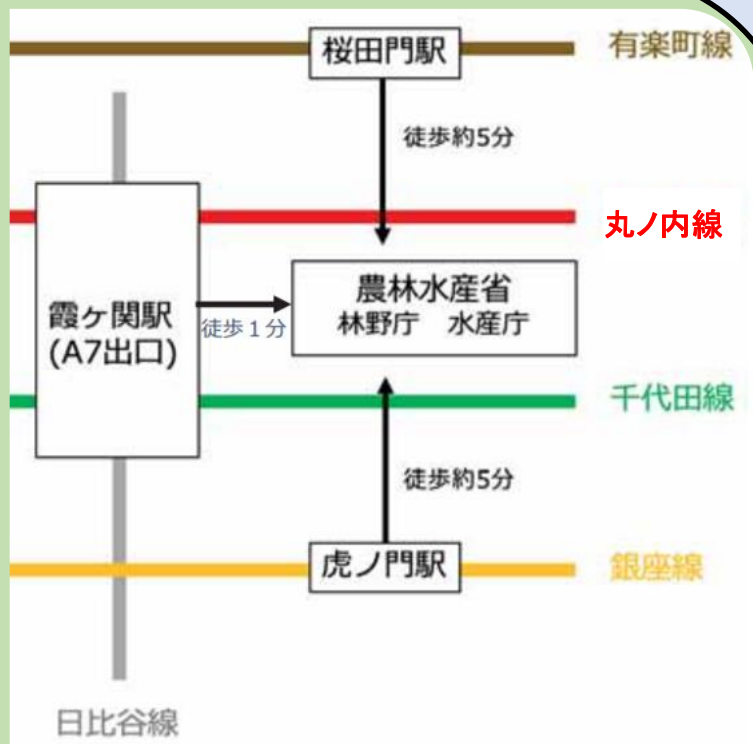 桜田門駅
有楽町線
徒歩約5分
丸ノ内線
農林水産省
林野庁　水産庁
霞ヶ関駅
(A7出口)
徒歩１分
千代田線
徒歩約5分
虎ノ門駅
銀座線
日比谷線